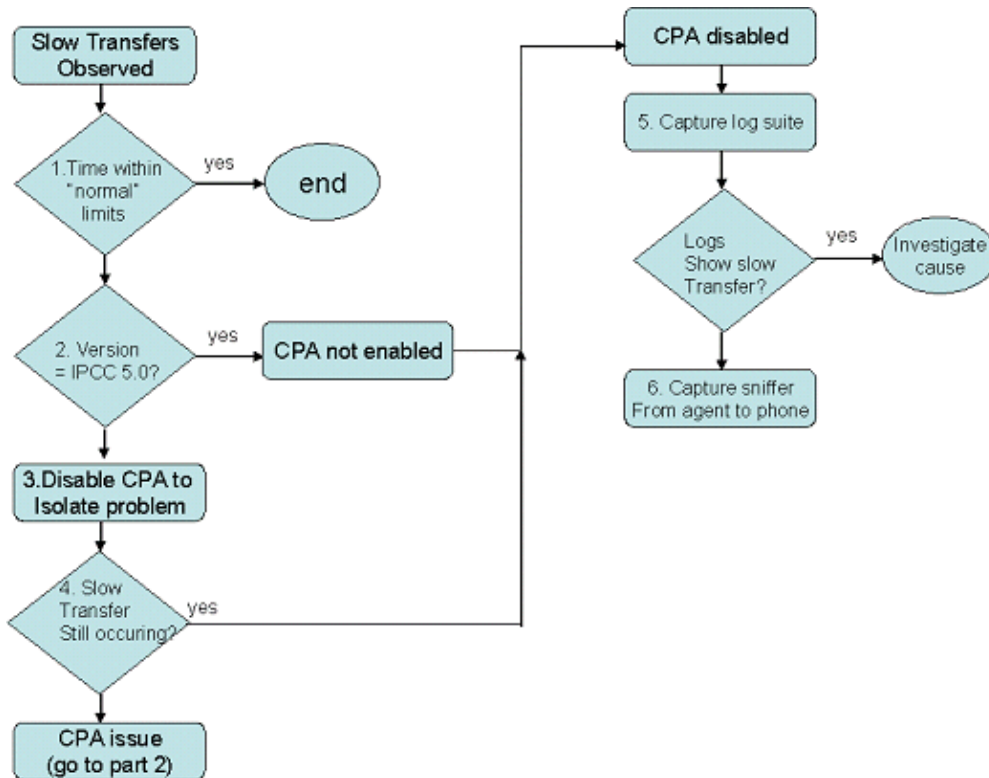 Slow Transfers
Observed
1.Time within
"normal"
limits
yes
end
2. Version
= IPCC 5.0?
yes
CPA not enabled
3.Disable CPA to
Isolate problem
4. Slow
Transfer
Still occuring?
yes
CPA issue
(go to part 2)
CPA disabled
5. Capture log suite
Logs
Show slow
Transfer?
yes
Investigate
cause
6. Capture sniffer
From agent to phone